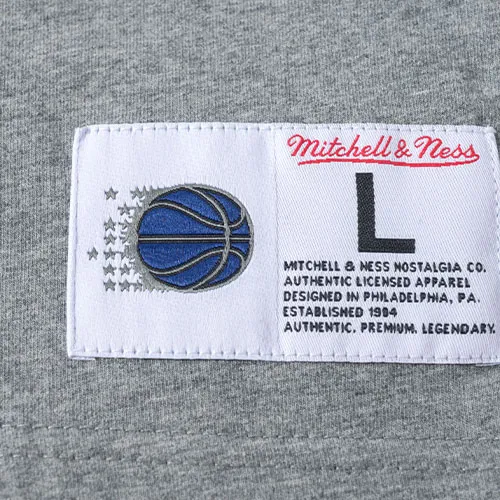 Mitchell & Ness
L
MITCHELL & NESS NOSTALGIA CO.
AUTHENTIC LICENSED APPAREL
DESIGNED IN PHILADELPHIA, PA.
ESTABLISHED 1904
AUTHENTIC. PREMIUM. LEGENDARY.